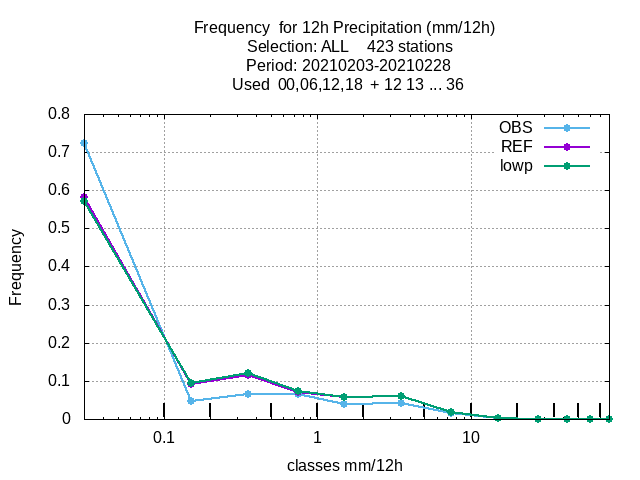 Frequency  for 12h Precipitation (mm/12h)
Selection: ALL    423 stations
Period: 20210203-20210228
Used  00,06,12,18  + 12 13 ... 36
OBS
REF
lowp
Frequency
0.8
0.7
0.6
0.5
0.4
0.3
0.2
0.1
0
0.1
1
10
classes mm/12h